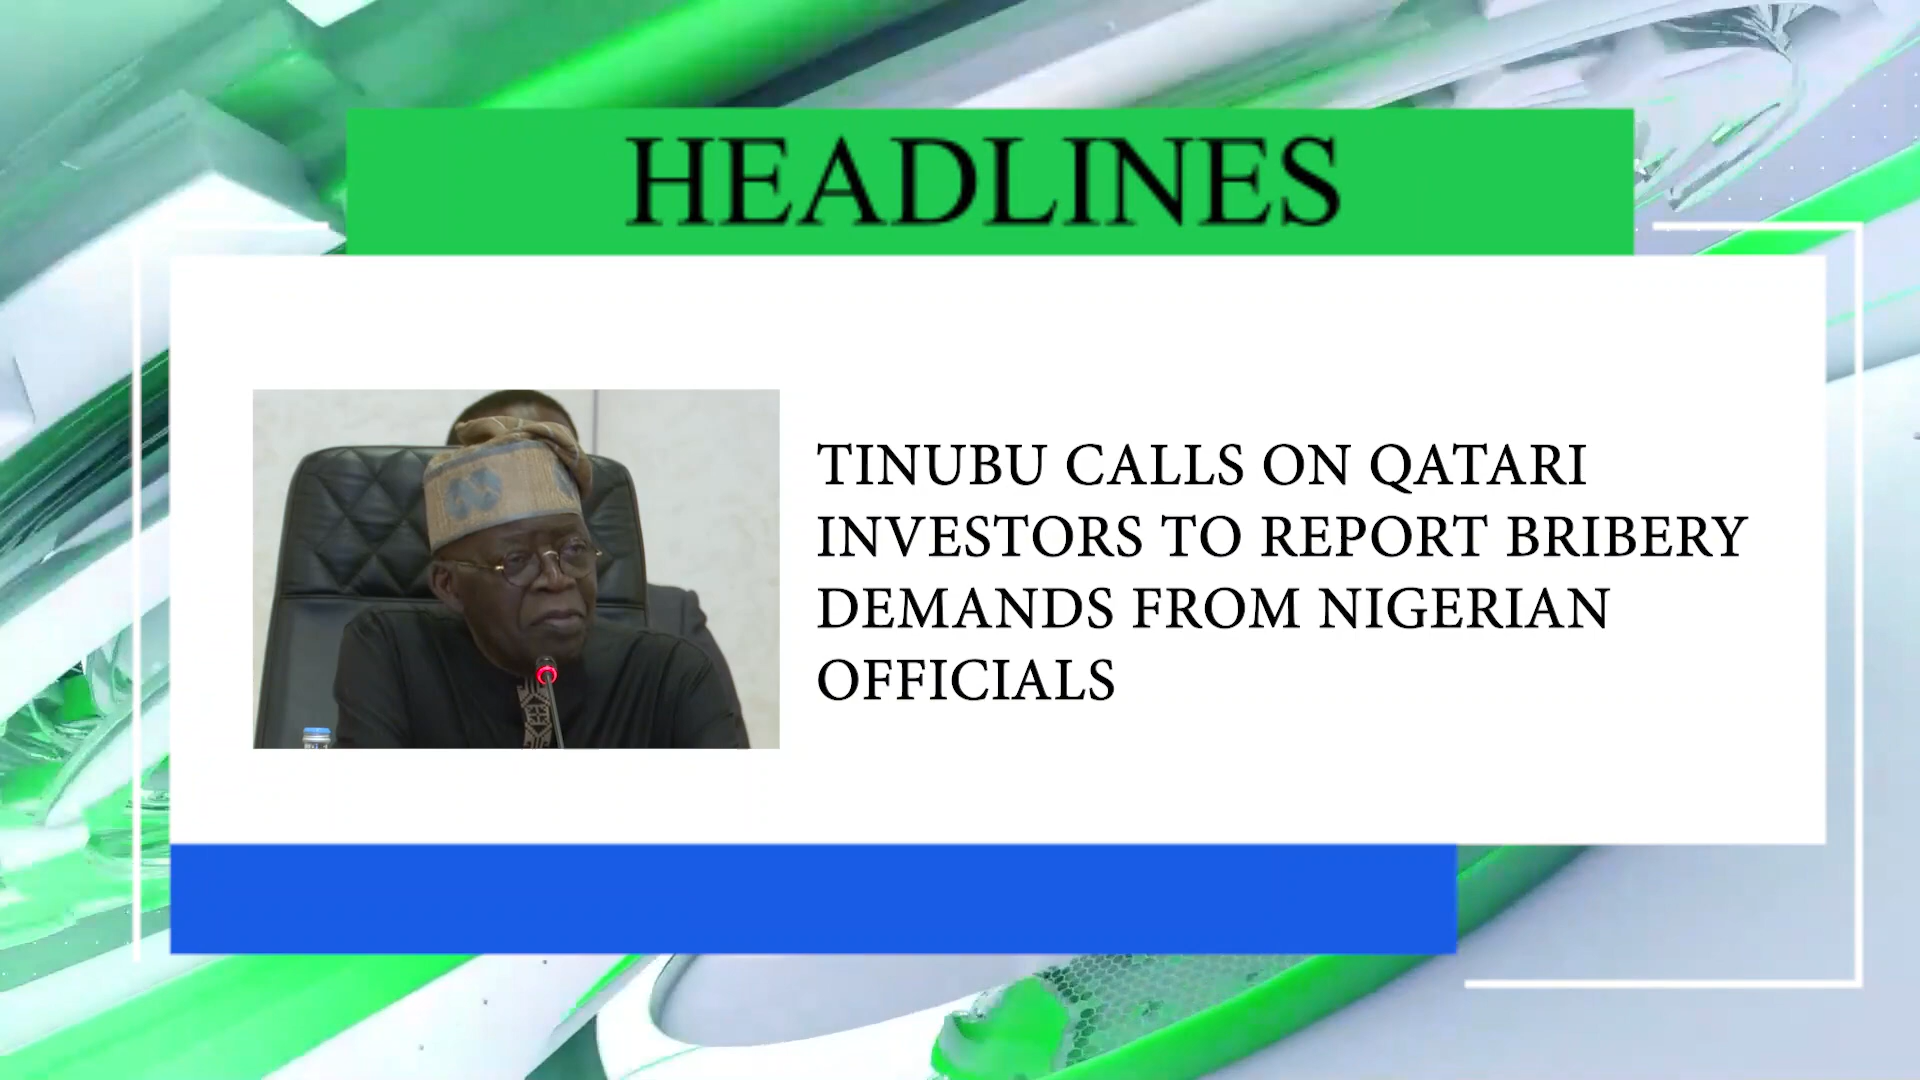 HEADLINES
TINUBU CALLS ON QATARI
INVESTORS TO REPORT BRIBERY
DEMANDS FROM NIGERIAN
OFFICIALS